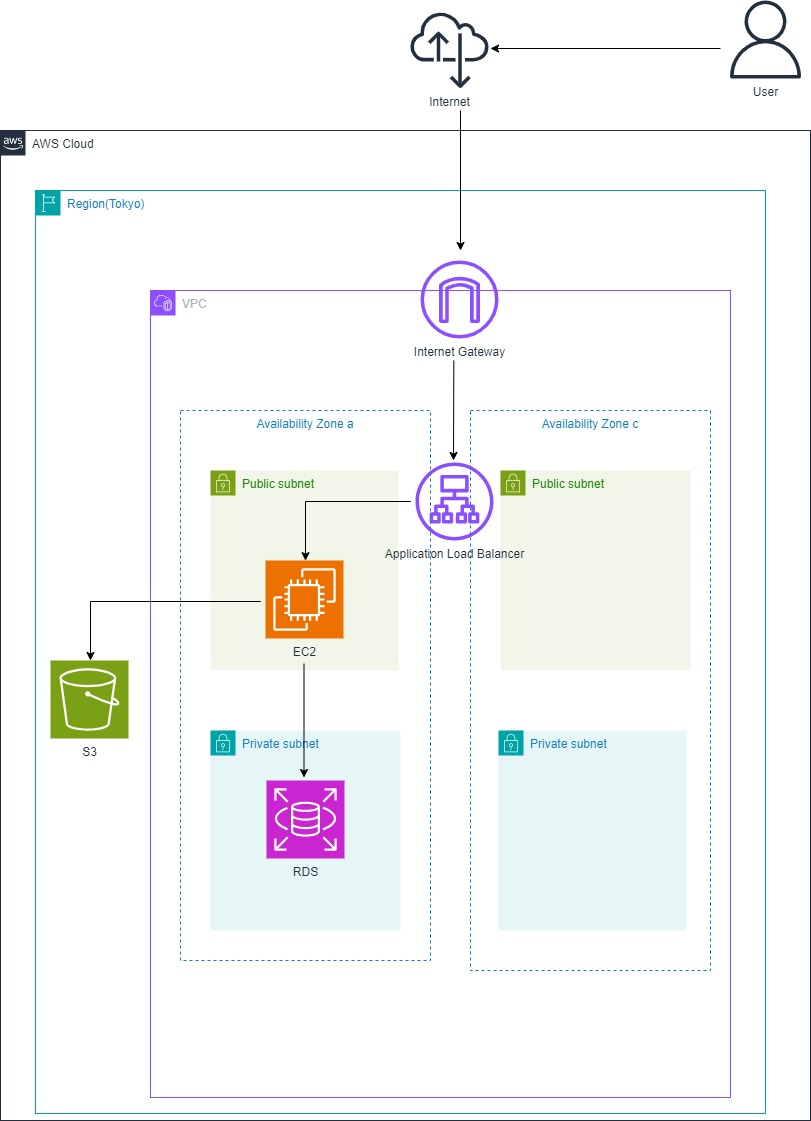 User
Internet
aws
AWS Cloud
Region(Tokyo)
VPC
Internet Gateway
Availability Zone a
Availability Zone c
Public subnet
Public subnet
Application Load Balancer
EC2
S3
Private subnet
Private subnet
RDS